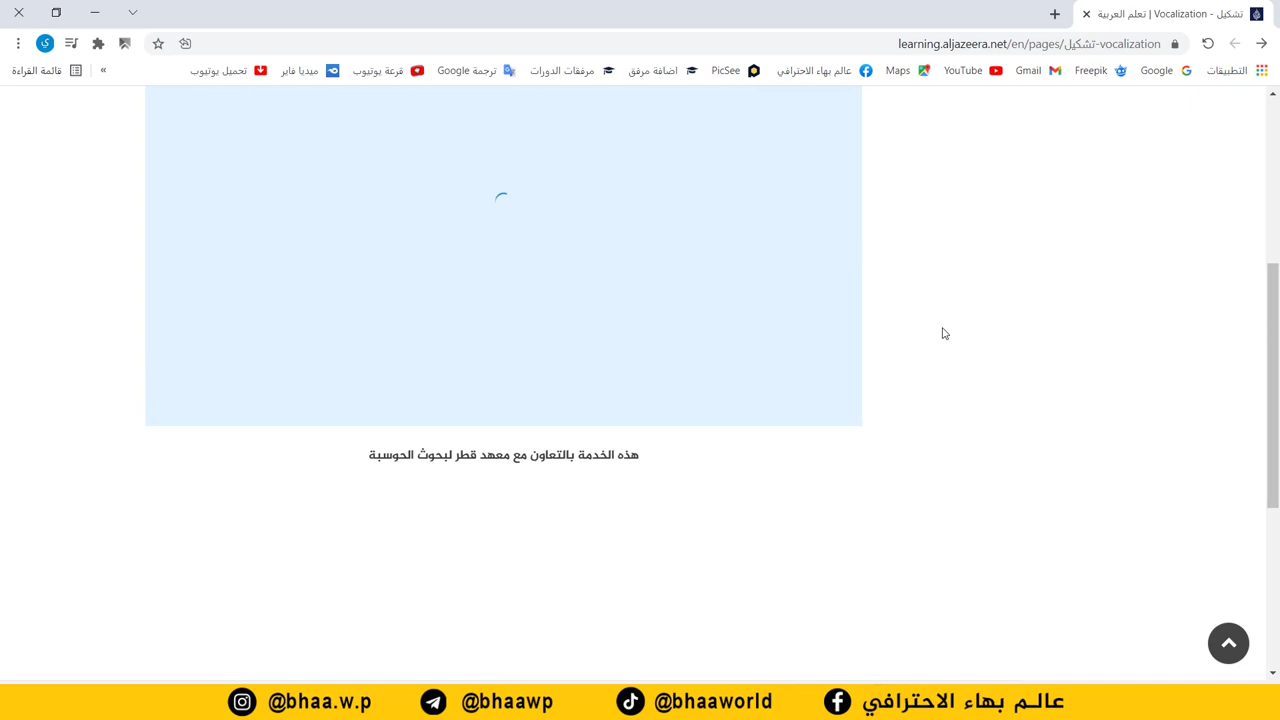 تشكيل - Vocalization | تعلم العربية
learning.aljazeera.net/en/pages/تشكيل-vocalization
ي
التطبيقات Google Freepik Gmail YouTube Maps عالم بهاء الاحترافي PicSee اضافة مرفق مرفقات الدورات ترجمة Google قرعة يوتيوب ميديا فاير تحميل يوتيوب » قائمة القراءة
هذه الخدمة بالتعاون مع معهد قطر لبحوث الحوسبة
@bhaa.w.p @bhaawp @bhaaworld عالم بهاء الاحترافي